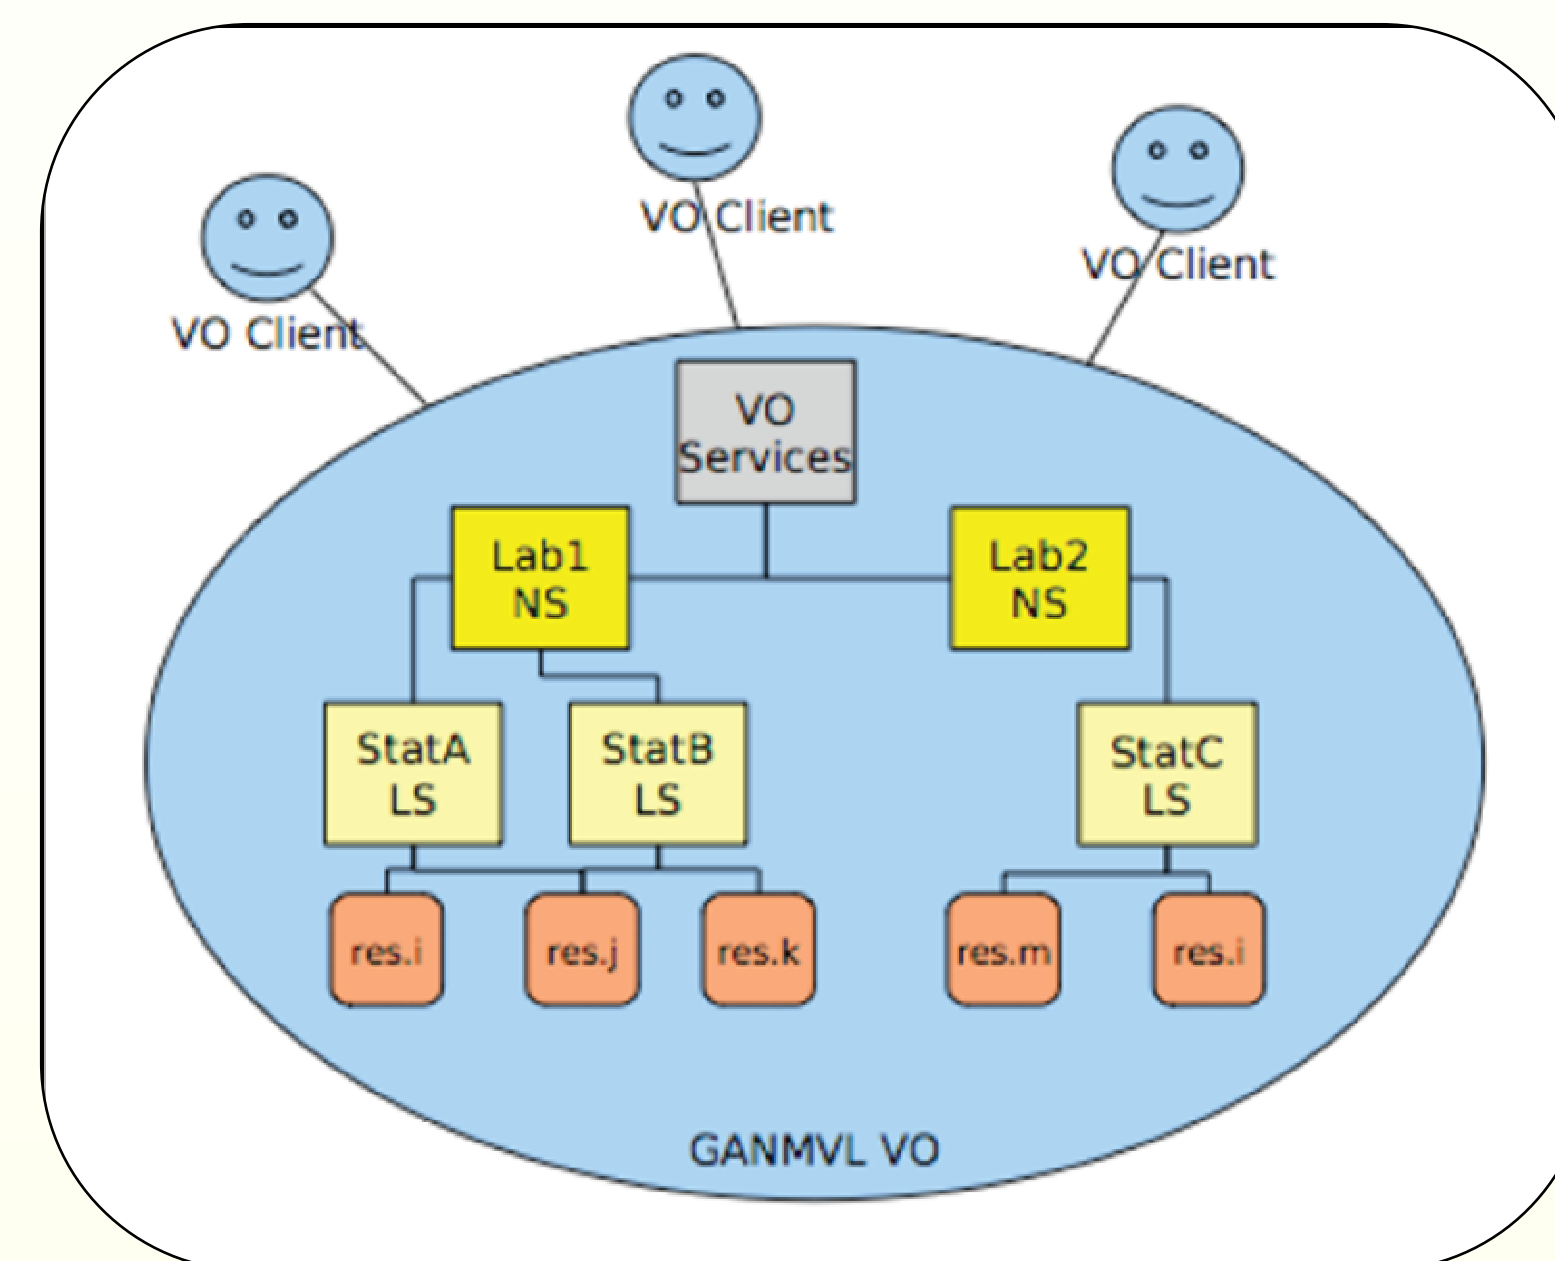 VO Client
VO Client
VO Client
VO
Services
Lab1
NS
Lab2
NS
StatA
LS
StatB
LS
StatC
LS
res.i
res.j
res.k
res.m
res.i
GANMVL VO